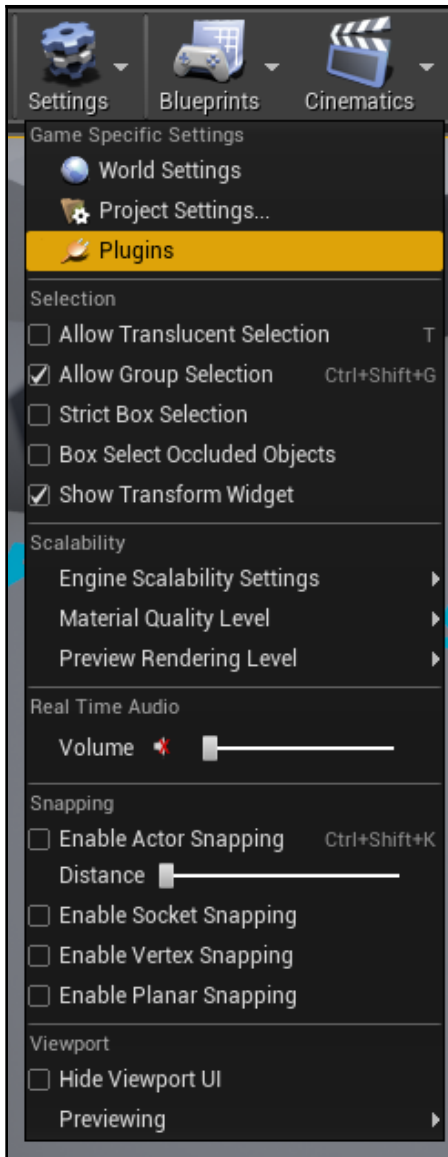 Settings Blueprints Cinematics
Game Specific Settings
World Settings
Project Settings...
Plugins
Selection
Allow Translucent Selection T
Allow Group Selection Ctrl+Shift+G
Strict Box Selection
Box Select Occluded Objects
Show Transform Widget
Scalability
Engine Scalability Settings
Material Quality Level
Preview Rendering Level
Real Time Audio
Volume
Snapping
Enable Actor Snapping Ctrl+Shift+K
Distance
Enable Socket Snapping
Enable Vertex Snapping
Enable Planar Snapping
Viewport
Hide Viewport UI
Previewing